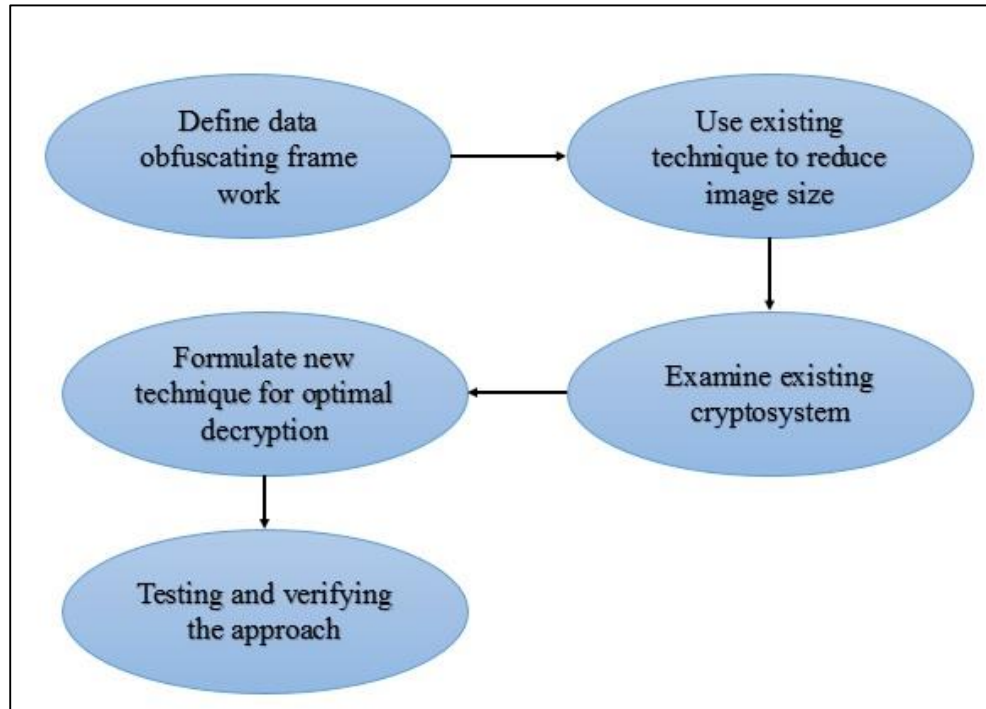 Define data
obfuscating frame
work
Use existing
technique to reduce
image size
Examine existing
cryptosystem
Formulate new
technique for optimal
decryption
Testing and verifying
the approach